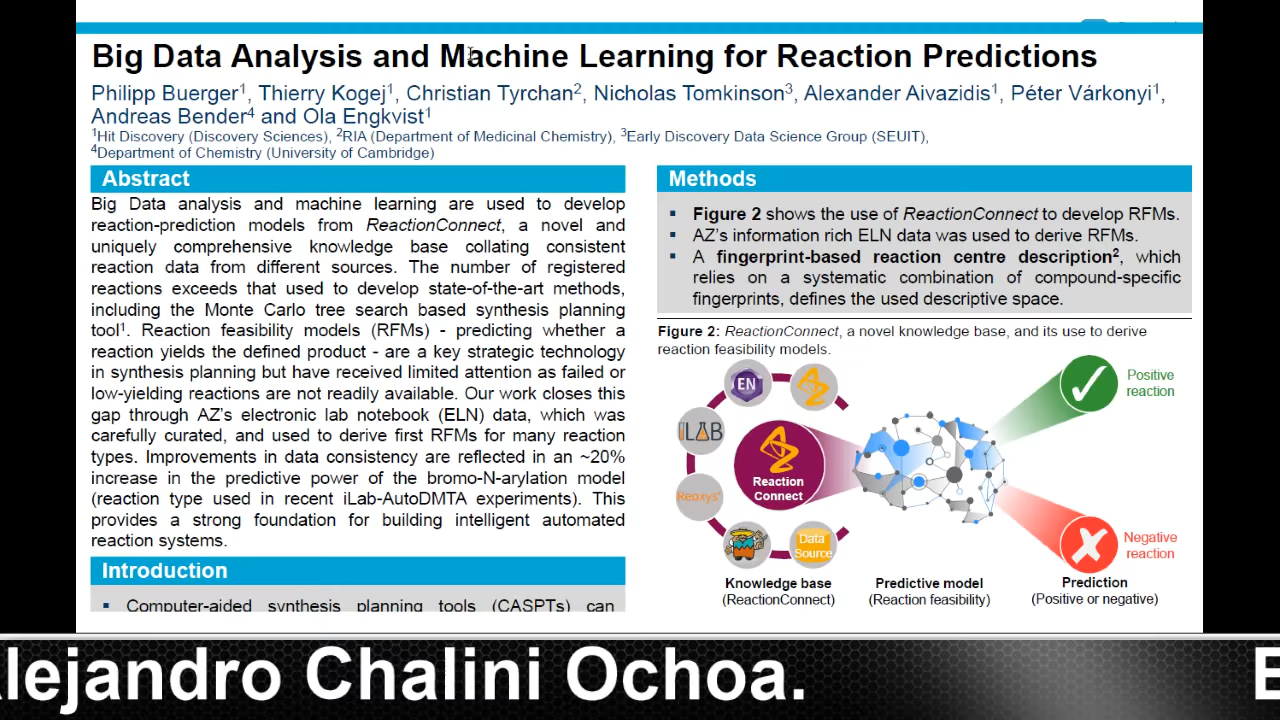 Big Data Analysis and Machine Learning for Reaction Predictions
Philipp Buerger1, Thierry Kogej1, Christian Tyrchan2, Nicholas Tomkinson3, Alexander Aivazidis1, Péter Várkonyi1,
Andreas Bender4 and Ola Engkvist1
1Hit Discovery (Discovery Sciences), 2RIA (Department of Medicinal Chemistry), 3Early Discovery Data Science Group (SEUIT),
4Department of Chemistry (University of Cambridge)
Abstract
Big Data analysis and machine learning are used to develop
reaction-prediction models from ReactionConnect, a novel and
uniquely comprehensive knowledge base collating consistent
reaction data from different sources. The number of registered
reactions exceeds that used to develop state-of-the-art methods,
including the Monte Carlo tree search based synthesis planning
tool1. Reaction feasibility models (RFMs) - predicting whether a
reaction yields the defined product - are a key strategic technology
in synthesis planning but have received limited attention as failed or
low-yielding reactions are not readily available. Our work closes this
gap through AZ's electronic lab notebook (ELN) data, which was
carefully curated, and used to derive first RFMs for many reaction
types. Improvements in data consistency are reflected in an ~20%
increase in the predictive power of the bromo-N-arylation model
(reaction type used in recent iLab-AutoDMTA experiments). This
provides a strong foundation for building intelligent automated
reaction systems.
Introduction
▪ Computer-aided synthesis planning tools (CASPTs) can
Methods
▪ Figure 2 shows the use of ReactionConnect to develop RFMs.
▪ AZ's information rich ELN data was used to derive RFMs.
▪ A fingerprint-based reaction centre description2, which
relies on a systematic combination of compound-specific
fingerprints, defines the used descriptive space.
Figure 2: ReactionConnect, a novel knowledge base, and its use to derive
reaction feasibility models.
EN
iLAB
Reaxys
Data
Source
Reaction
Connect
Positive
reaction
Negative
reaction
Knowledge base
(ReactionConnect)
Predictive model
(Reaction feasibility)
Prediction
(Positive or negative)
lejandro Chalini Ochoa.